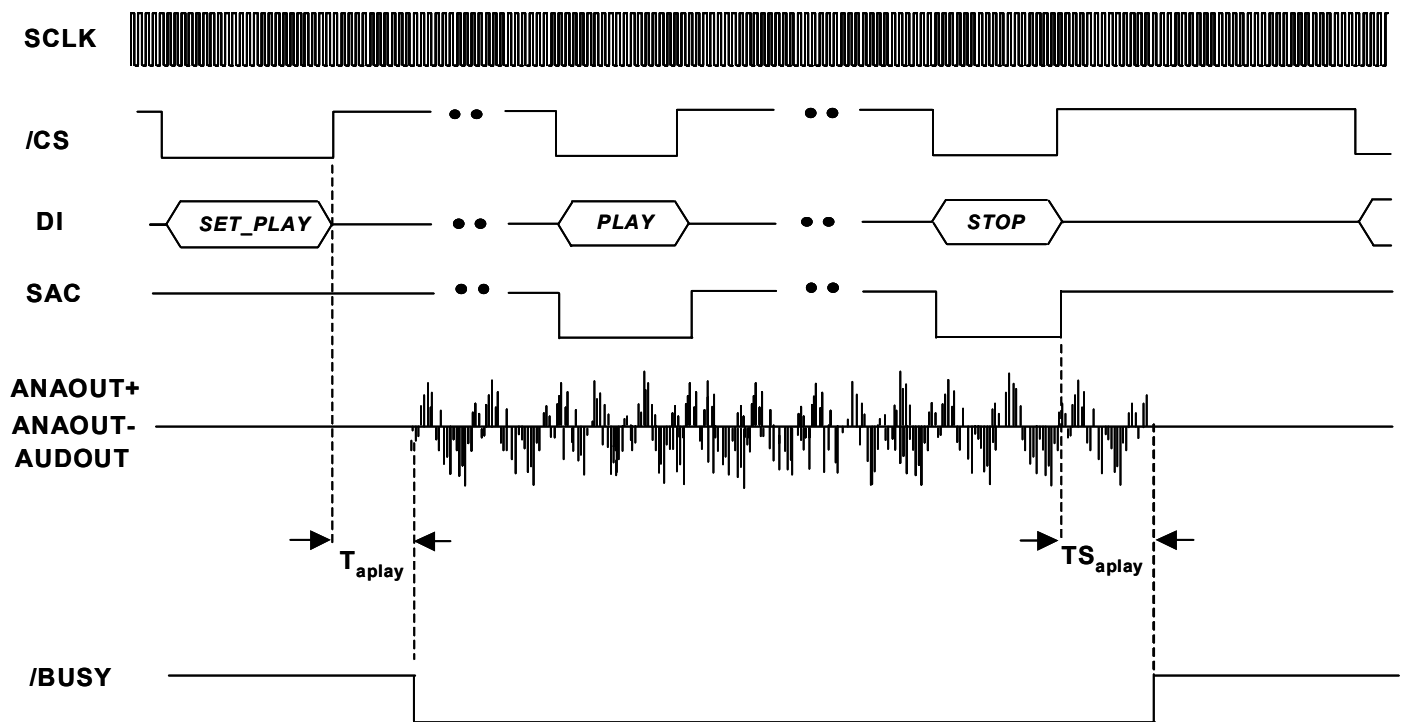 SCLK
/CS
DI
SET_PLAY
PLAY
STOP
SAC
ANAOUT+
ANAOUT-
AUDOUT
Taplay
TSaplay
/BUSY